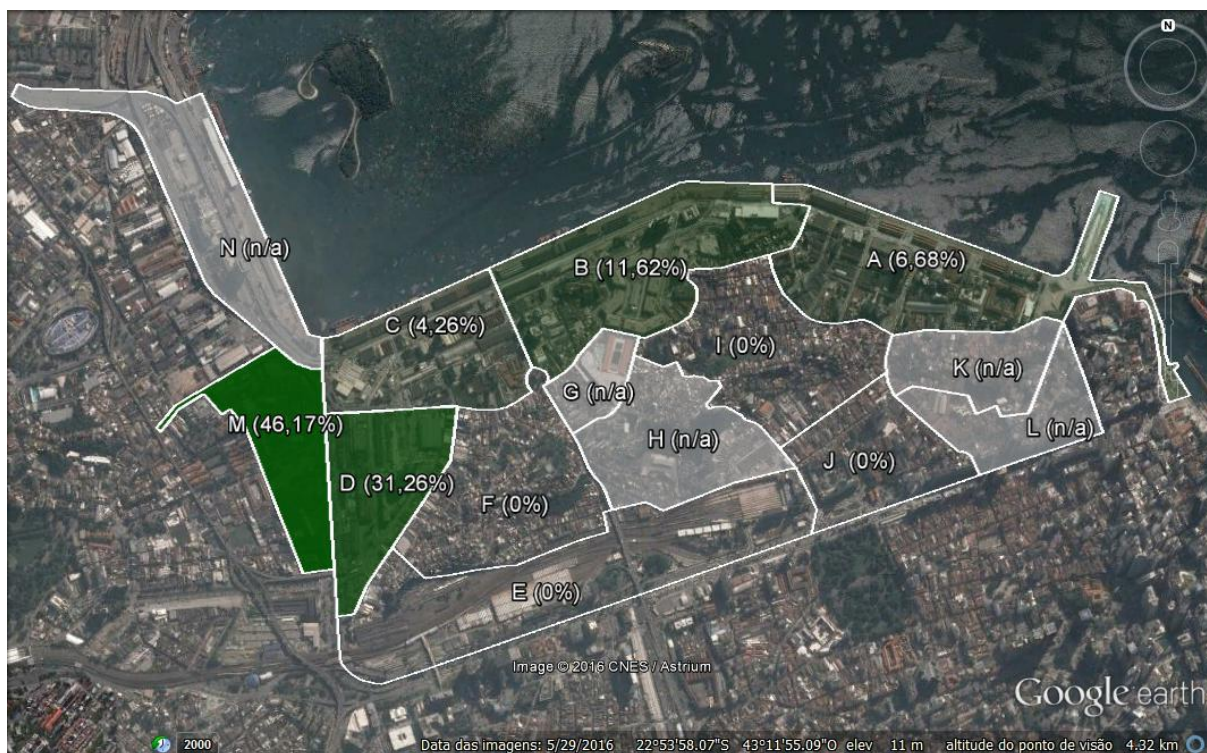 N
N (n/a)
B (11,62%)
A (6,68%)
C (4,26%)
I (0%)
K (n/a)
G (n/a)
M (46,17%)
L (n/a)
H (n/a)
J (0%)
D (31,26%)
F (0%)
E (0%)
Image © 2016 CNES / Astrium
Google earth
2000
Data das imagens: 5/29/2016 22°53'58.07"S 43°11'55.09"O elev 11 m altitude do ponto de visão 4.32 km